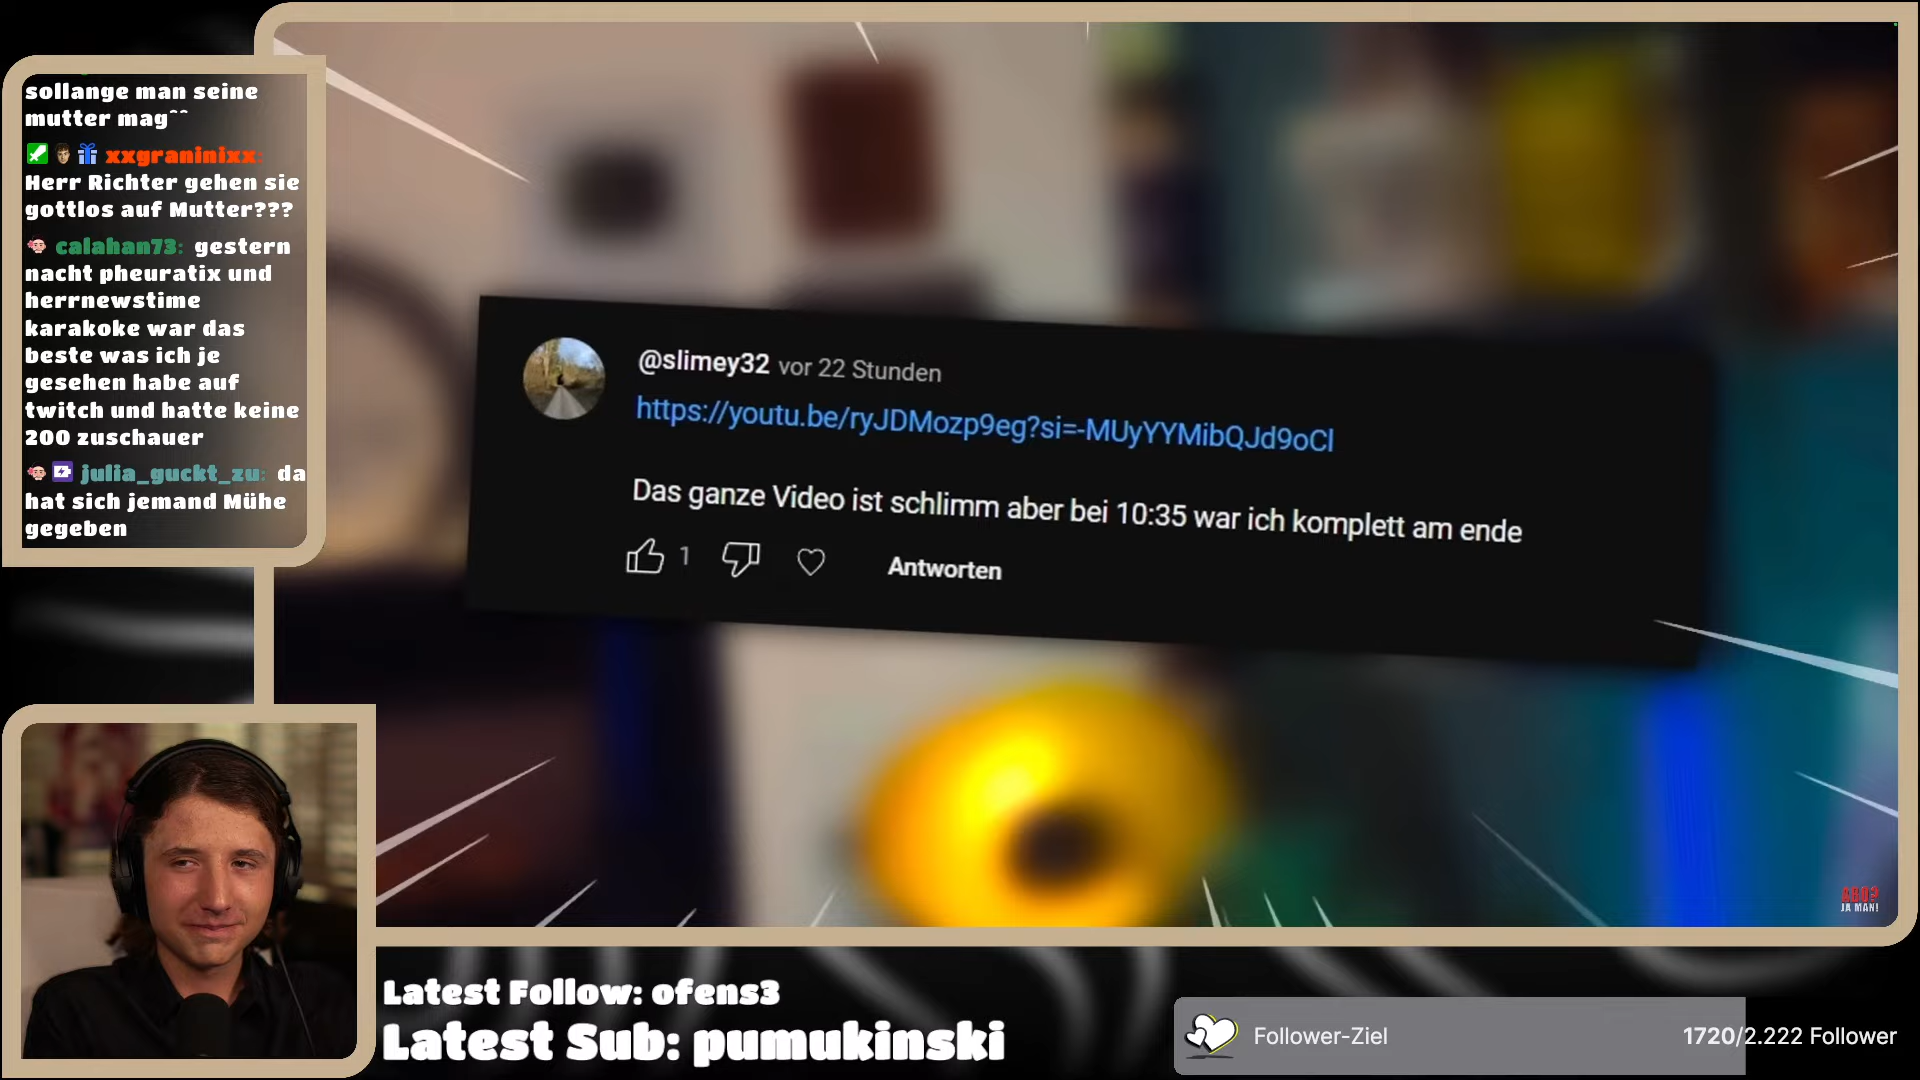 sollange man seine
mutter mag^^
xxgraninixx:
Herr Richter gehen sie
gottlos auf Mutter???
calahan73: gestern
nacht pheuratix und
herrnewstime
karakoke war das
beste was ich je
gesehen habe auf
twitch und hatte keine
200 zuschauer
julia_guckt_zu: da
hat sich jemand Mühe
gegeben
@slimey32 vor 22 Stunden
https://youtu.be/ryJDMozp9eg?si=-MUyYYMibQJd9oCl
Das ganze Video ist schlimm aber bei 10:35 war ich komplett am ende
1
Antworten
JA MAN!
Latest Follow: ofens3
Latest Sub: pumukinski
Follower-Ziel
1720/2.222 Follower